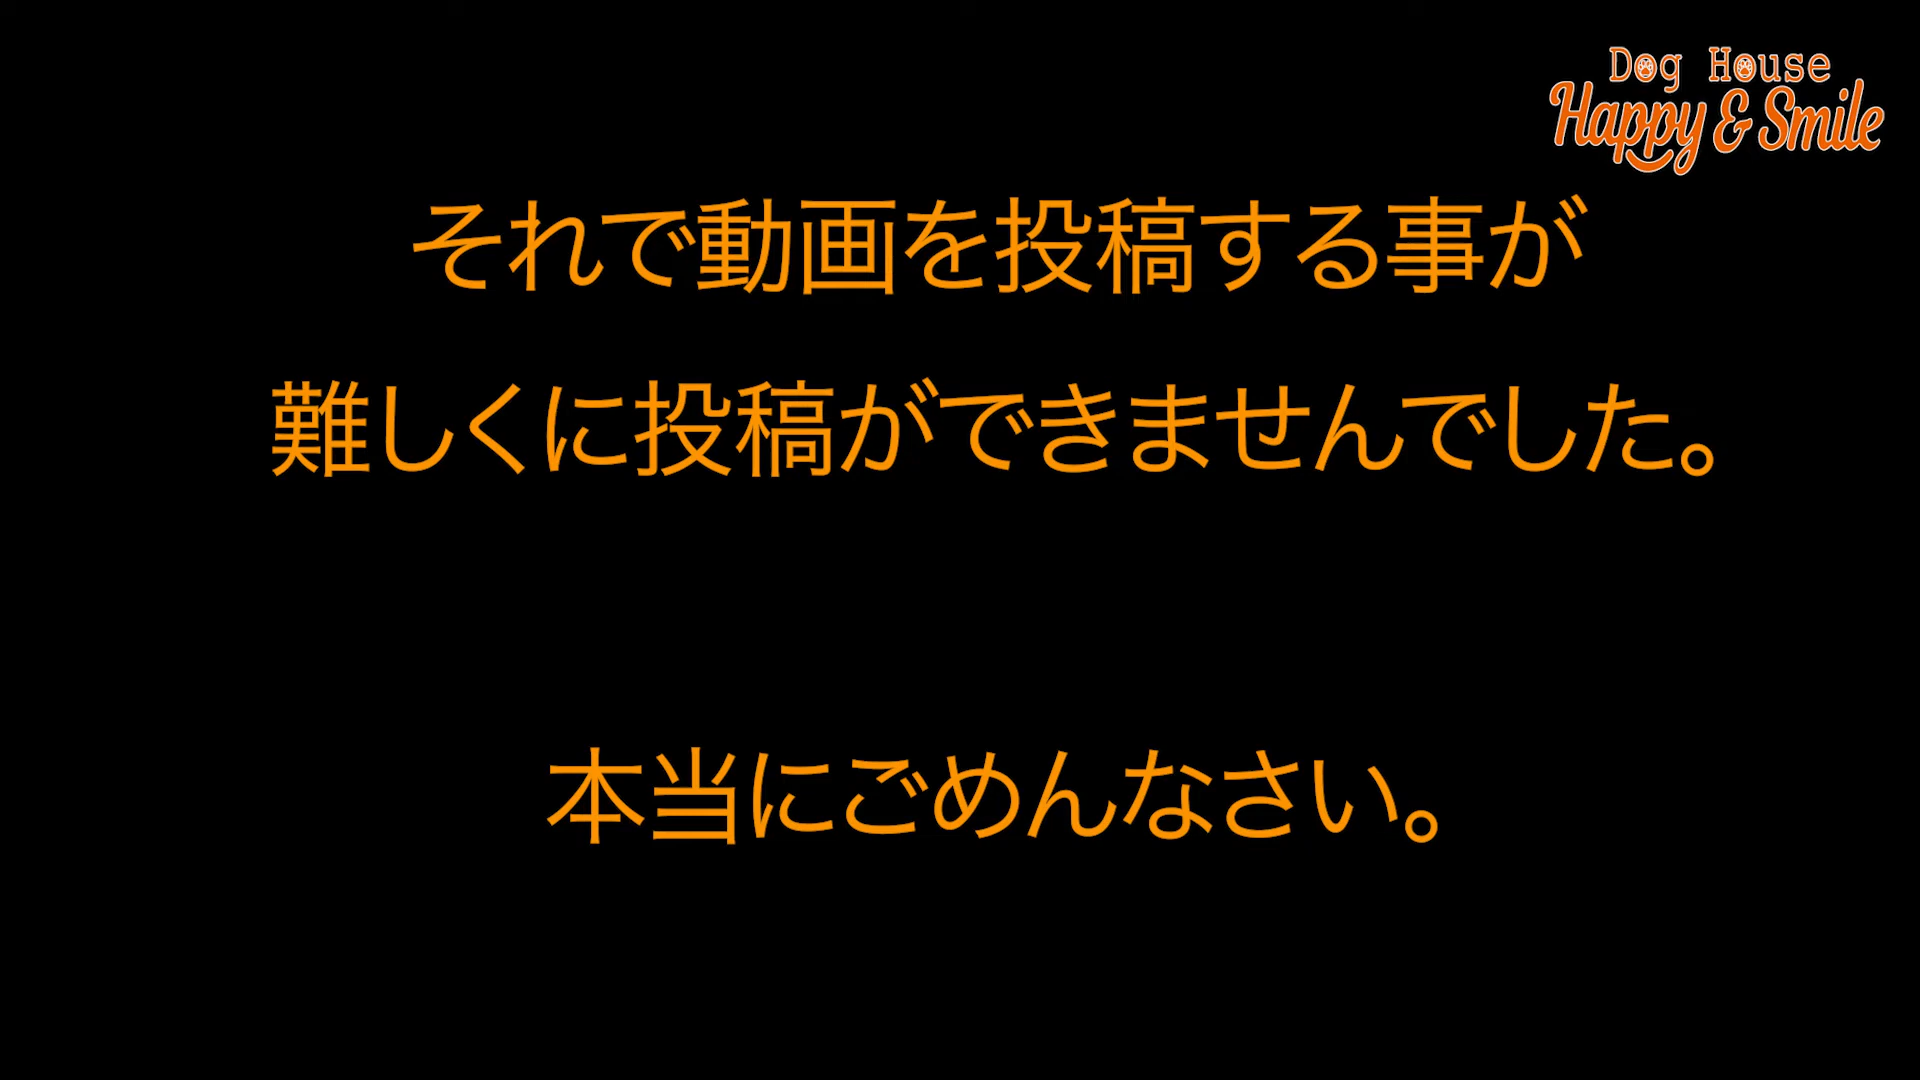 Dog House
Happy & Smile
それで動画を投稿する事が
難しくに投稿ができませんでした。
本当にごめんなさい。